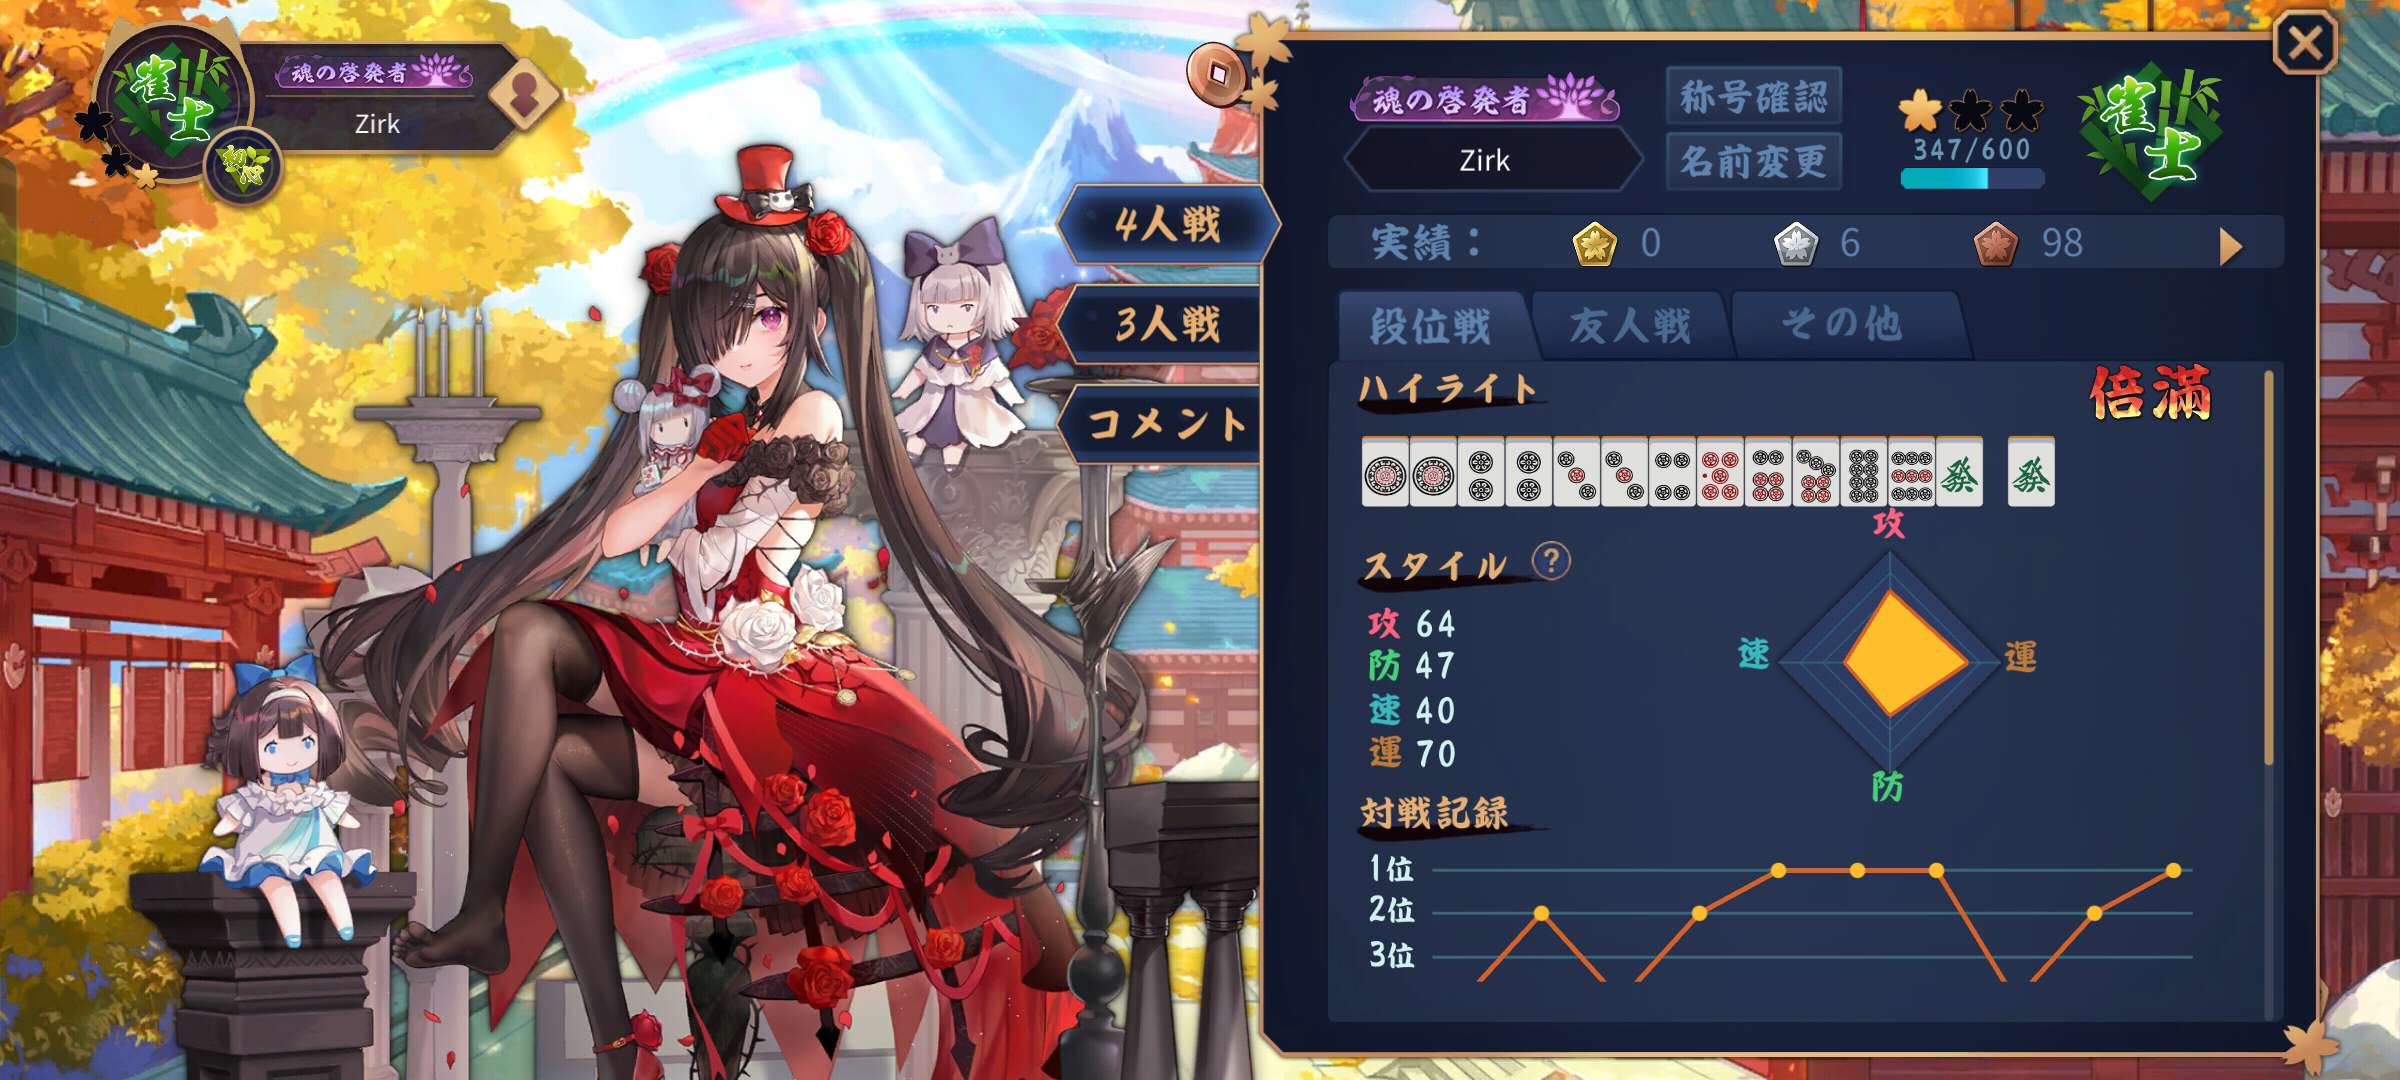 雀士
魂の啓発者
Zirk
初心
4人戦
3人戦
コメント
魂の啓発者
Zirk
称号確認
名前変更
347/600
雀士
実績： 0 6 98
段位戦 友人戦 その他
ハイライト
倍満
發 發
スタイル ?
攻 64
防 47
速 40
運 70
攻
速
運
防
対戦記録
1位
2位
3位